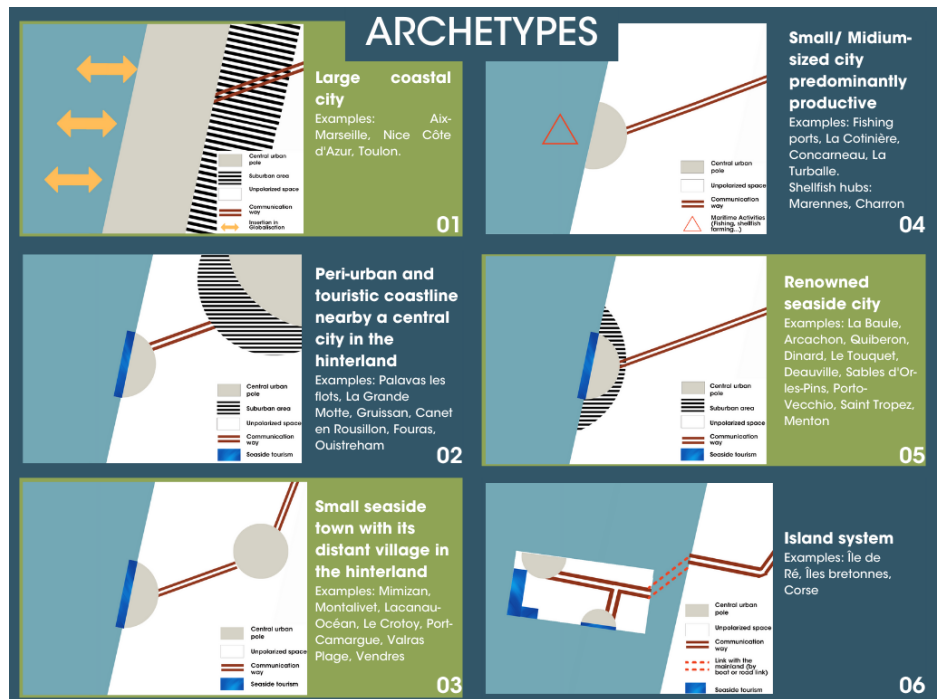 ARCHETYPES
Large coastal
city
Examples: Aix-
Marseille, Nice Côte
d'Azur, Toulon.
Central urban
pole
Suburban area
Unpolarized space
Communication
way
Insertion in
Globalisation
01
Peri-urban and
touristic coastline
nearby a central
city in the
hinterland
Examples: Palavas les
flots, La Grande
Motte, Gruissan, Canet
en Rousillon, Fouras,
Ouistreham
Central urban
pole
Suburban area
Unpolarized space
Communication
way
Seaside tourism
02
Small seaside
town with its
distant village in
the hinterland
Examples: Mimizan,
Montalivet, Lacanau-
Océan, Le Crotoy, Port-
Camargue, Valras
Plage, Vendres
Central urban
pole
Unpolarized space
Communication
way
Seaside tourism
03
Small/ Midium-
sized city
predominantly
productive
Examples: Fishing
ports, La Cotinière,
Concarneau, La
Turballe.
Shellfish hubs:
Marennes, Charron
Central urban
pole
Unpolarized space
Communication
way
Maritime Activities
(Fishing, shellfish
farming...)
04
Renowned
seaside city
Examples: La Baule,
Arcachon, Quiberon,
Dinard, Le Touquet,
Deauville, Sables d'Or-
les-Pins, Porto-
Vecchio, Saint Tropez,
Menton
Central urban
pole
Suburban area
Unpolarized space
Communication
way
Seaside tourism
05
Island system
Examples: Île de
Ré, Îles bretonnes,
Corse
Central urban
pole
Unpolarized space
Communication
way
Link with the
mainland (by
boat or road link)
Seaside tourism
06